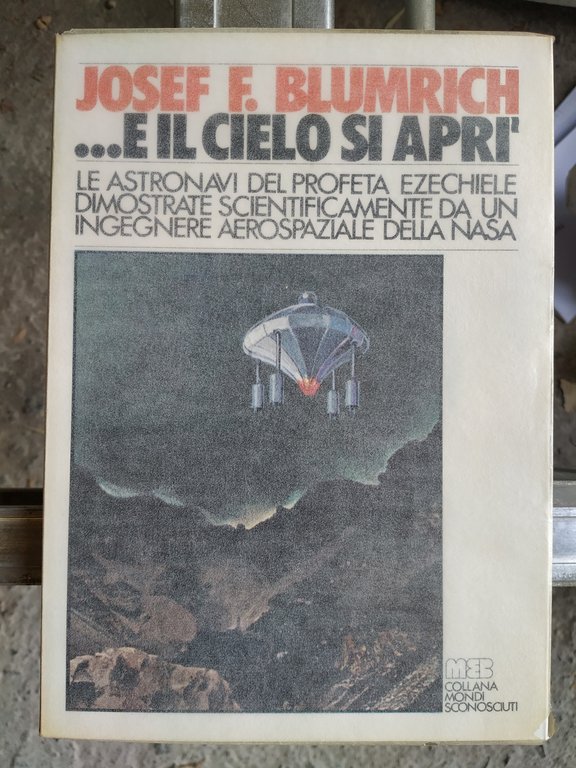 JOSEF F. BLUMRICH
...E IL CIELO SI APRI'
LE ASTRONAVI DEL PROFETA EZECHIELE
DIMOSTRATE SCIENTIFICAMENTE DA UN
INGEGNERE AEROSPAZIALE DELLA NASA
MEB
COLLANA
MONDI
SCONOSCIUTI